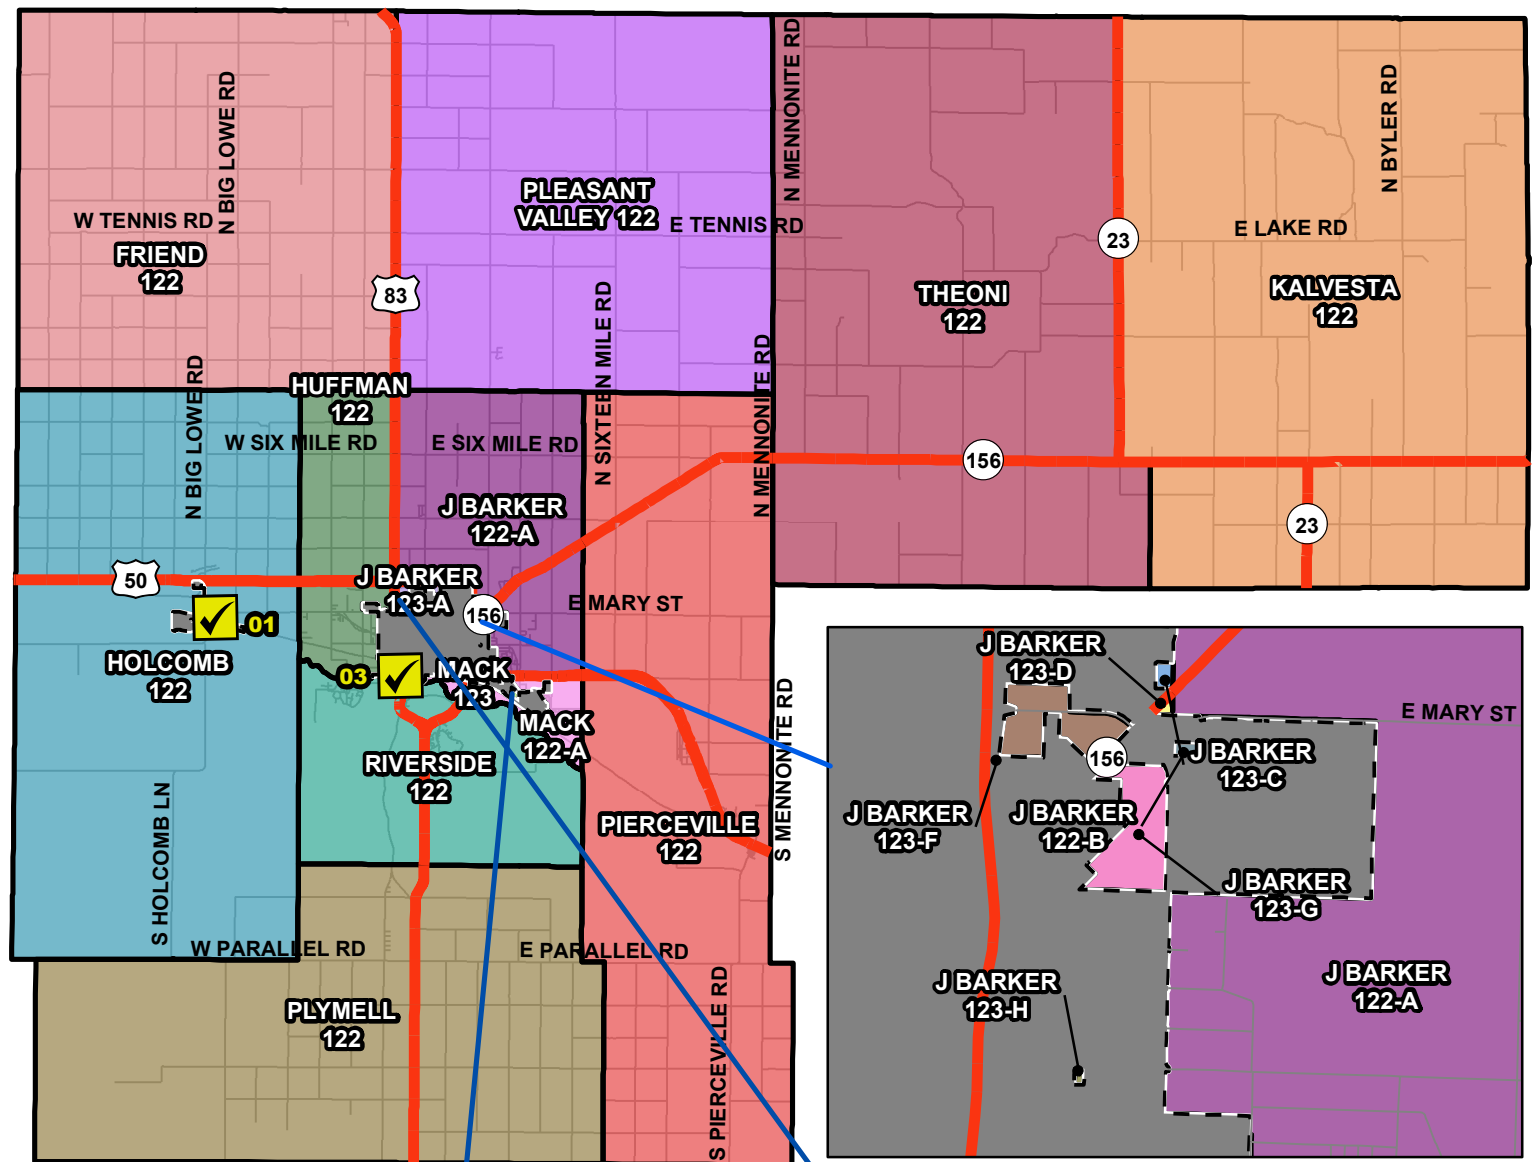 N BIG LOWE RD
N MENNONITE RD
N BYLER RD
PLEASANT
VALLEY 122
W TENNIS RD
E TENNIS RD
FRIEND
122
23
E LAKE RD
83
THEONI
122
KALVESTA
122
N SIXTEEN MILE RD
N MENNONITE RD
N BIG LOWE RD
HUFFMAN
122
W SIX MILE RD
E SIX MILE RD
156
J BARKER
122-A
23
50
J BARKER
123-A
156
E MARY ST
01
HOLCOMB
122
03
MACK
123
MACK
122-A
RIVERSIDE
122
S MENNONITE RD
PIERCEVILLE
122
S HOLCOMB LN
W PARALLEL RD
E PARALLEL RD
PLYMELL
122
S PIERCEVILLE RD
J BARKER
123-D
E MARY ST
156
J BARKER
123-C
J BARKER
123-F
J BARKER
122-B
J BARKER
123-G
J BARKER
123-H
J BARKER
122-A